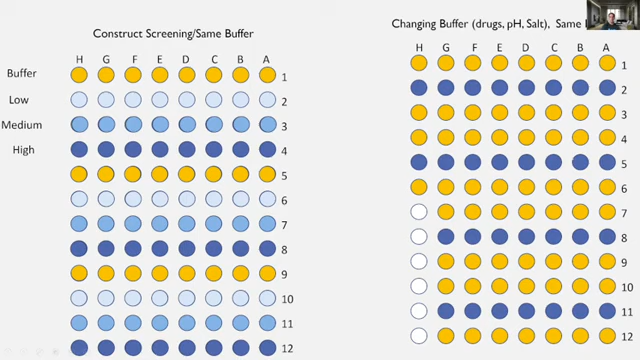 Construct Screening/Same Buffer
H G F E D C B A
Buffer 1
Low 2
Medium 3
High 4
5
6
7
8
9
10
11
12
Changing Buffer (drugs, pH, Salt), Same
H G F E D C B A
1
2
3
4
5
6
7
8
9
10
11
12